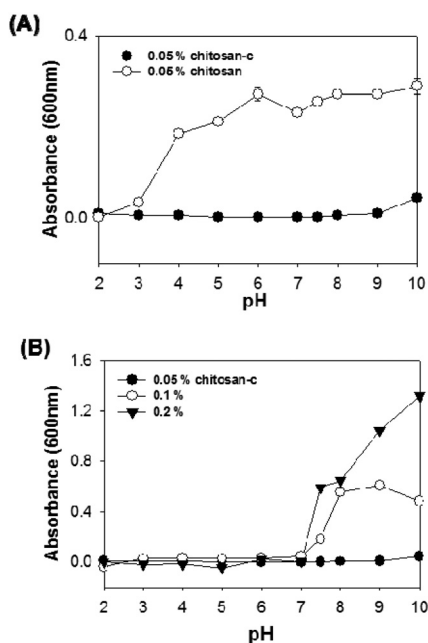 (A)
0.4
0.05% chitosan-c
0.05% chitosan
Absorbance (600nm)
0.0
2 3 4 5 6 7 8 9 10
pH
(B)
1.6
0.05% chitosan-c
0.1%
0.2%
1.2
Absorbance (600nm)
0.8
0.4
0.0
2 3 4 5 6 7 8 9 10
pH